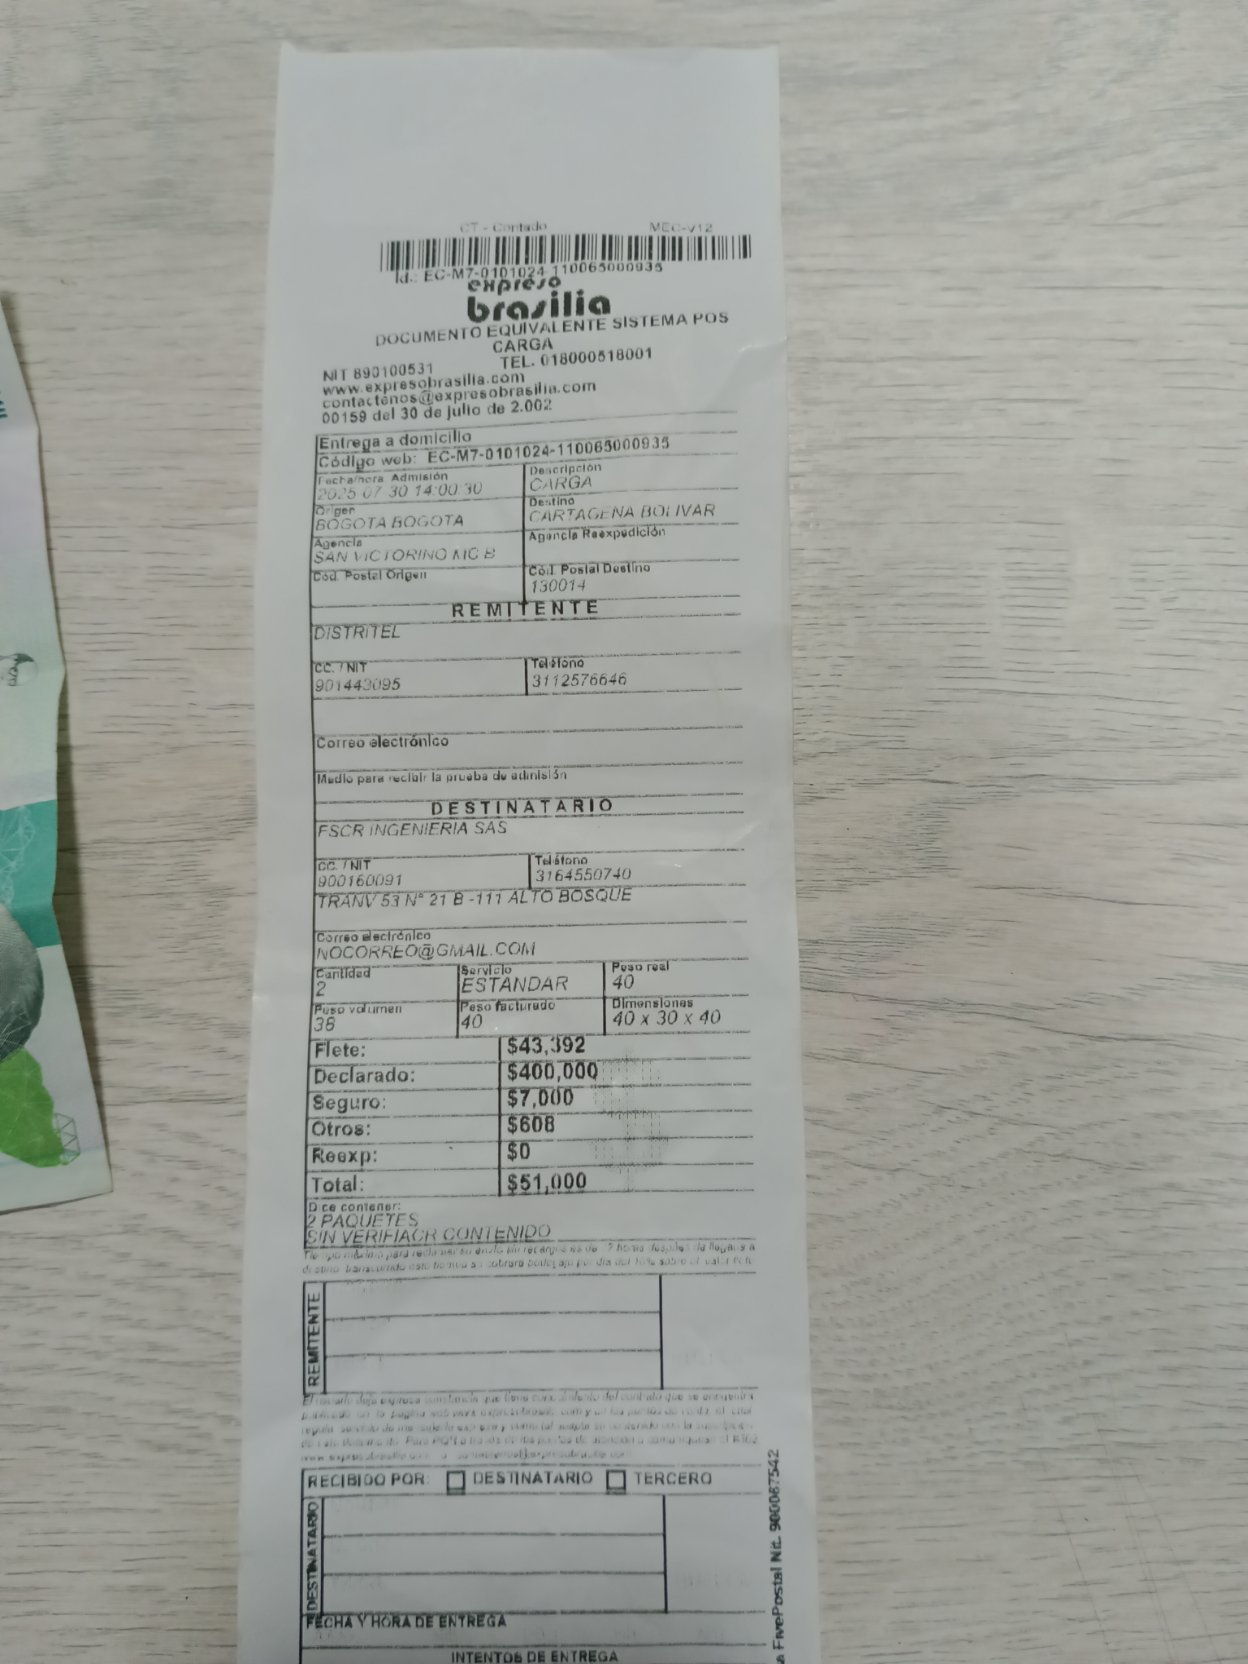 CT - Contado MEC-V12
Id.: EC-M7-0101024-110065000935
expreso
brasilia
DOCUMENTO EQUIVALENTE SISTEMA POS
CARGA
NIT 890100531 TEL. 018000518001
www.expresobrasilia.com
contactenos@expresobrasilia.com
00159 del 30 de julio de 2.002
Entrega a domicilio
Código web: EC-M7-0101024-110065000935
Fecha/hora Admisión Descripción
2025-07-30 14:00:30 CARGA
Origen Destino
BOGOTA BOGOTA CARTAGENA BOLIVAR
Agencia Agencia Reexpedición
SAN VICTORINO MC B
Cód. Postal Origen Cód. Postal Destino
130014
REMITENTE
DISTRITEL
CC. / NIT Teléfono
901443095 3112576646
Correo electrónico
Medio para recibir la prueba de admisión
DESTINATARIO
FSCR INGENIERIA SAS
CC. / NIT Teléfono
900160091 3164550740
TRANV 53 N° 21 B -111 ALTO BOSQUE
Correo electrónico
NOCORREO@GMAIL.COM
Cantidad Servicio Peso real
2 ESTANDAR 40
Peso volumen Peso facturado Dimensiones
38 40 40 x 30 x 40
Flete: $43,392
Declarado: $400,000
Seguro: $7,000
Otros: $608
Reexp: $0
Total: $51,000
Dice contener:
2 PAQUETES
SIN VERIFIACR CONTENIDO
REMITENTE
RECIBIDO POR: DESTINATARIO TERCERO
DESTINATARIO
FECHA Y HORA DE ENTREGA
INTENTOS DE ENTREGA
FivePostal Nit. 900087542